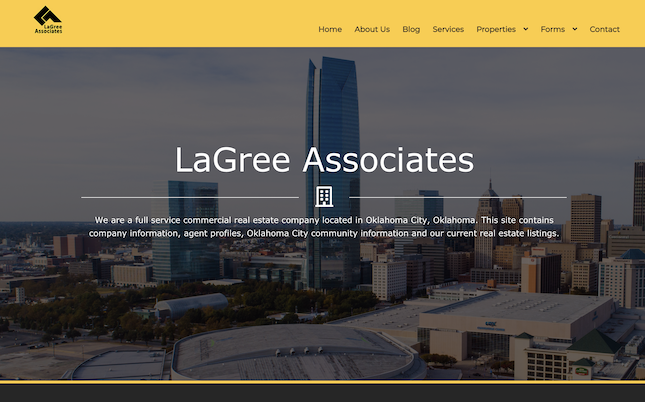 LaGree
Associates
Home About Us Blog Services Properties Forms Contact
LaGree Associates
We are a full service commercial real estate company located in Oklahoma City, Oklahoma. This site contains
company information, agent profiles, Oklahoma City community information and our current real estate listings.